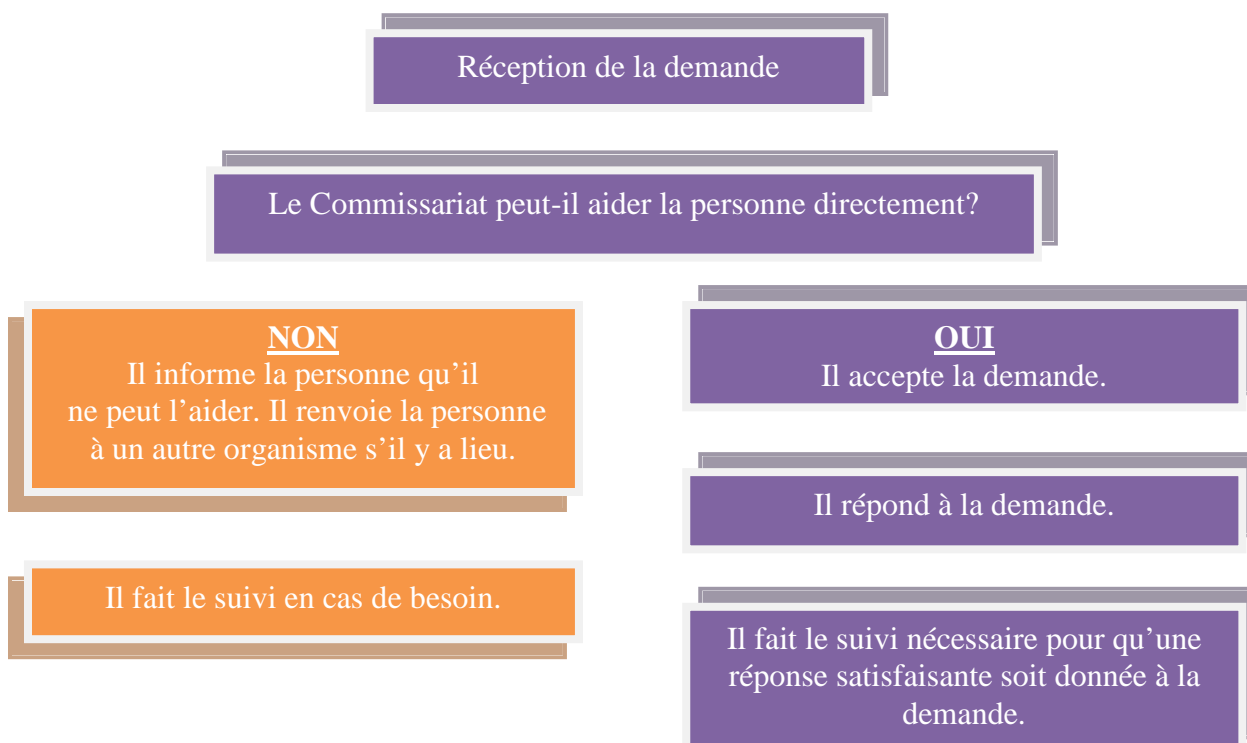 Réception de la demande
Le Commissariat peut-il aider la personne directement?
NON
Il informe la personne qu’il
ne peut l’aider. Il renvoie la personne
à un autre organisme s’il y a lieu.
Il fait le suivi en cas de besoin.
OUI
Il accepte la demande.
Il répond à la demande.
Il fait le suivi nécessaire pour qu’une
réponse satisfaisante soit donnée à la
demande.